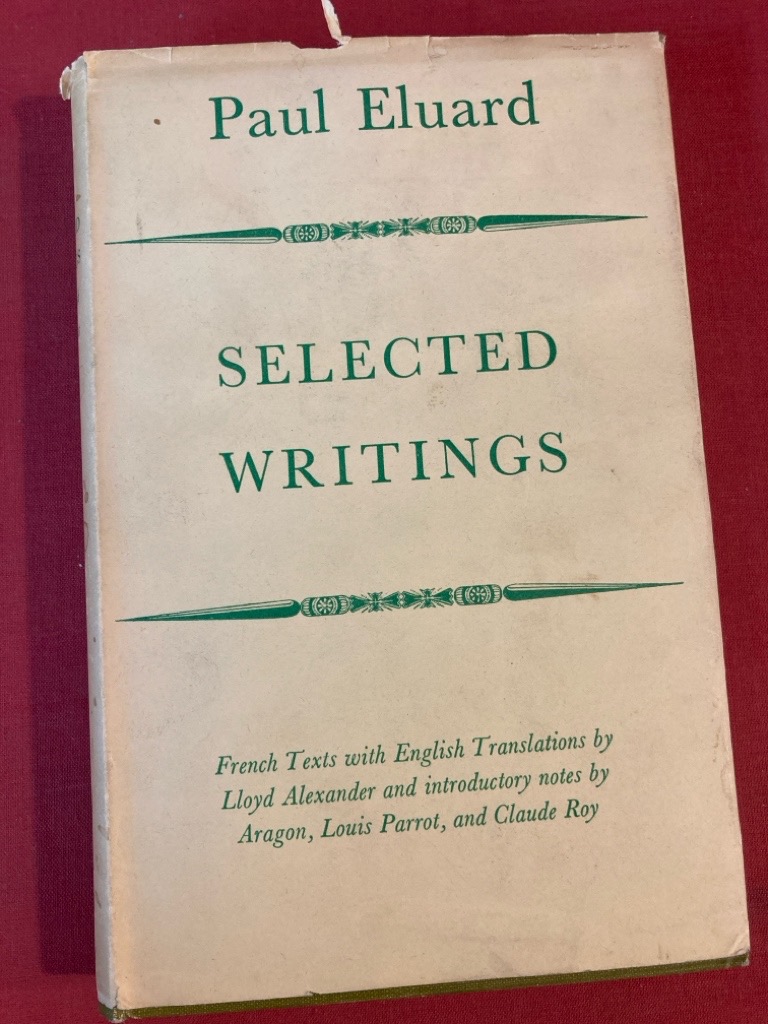 Paul Eluard
SELECTED
WRITINGS
French Texts with English Translations by
Lloyd Alexander and introductory notes by
Aragon, Louis Parrot, and Claude Roy